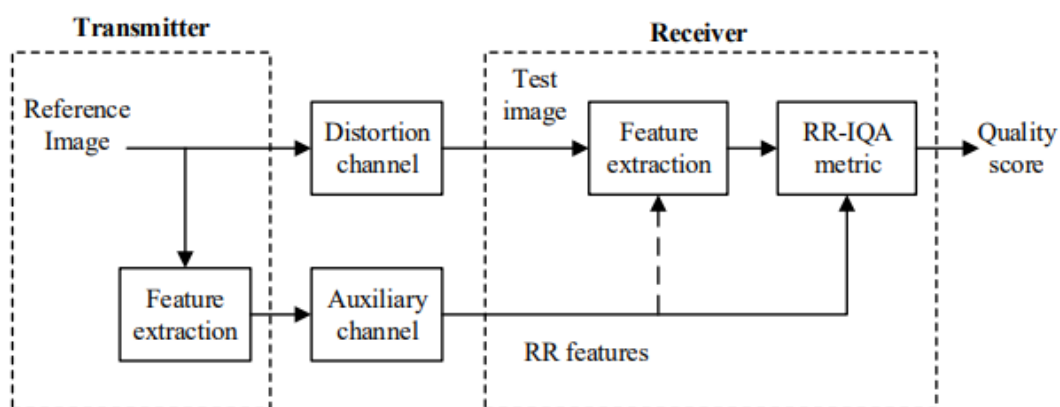 Transmitter
Receiver
Reference
Image
Distortion
channel
Test
image
Feature
extraction
RR-IQA
metric
Quality
score
Feature
extraction
Auxiliary
channel
RR features